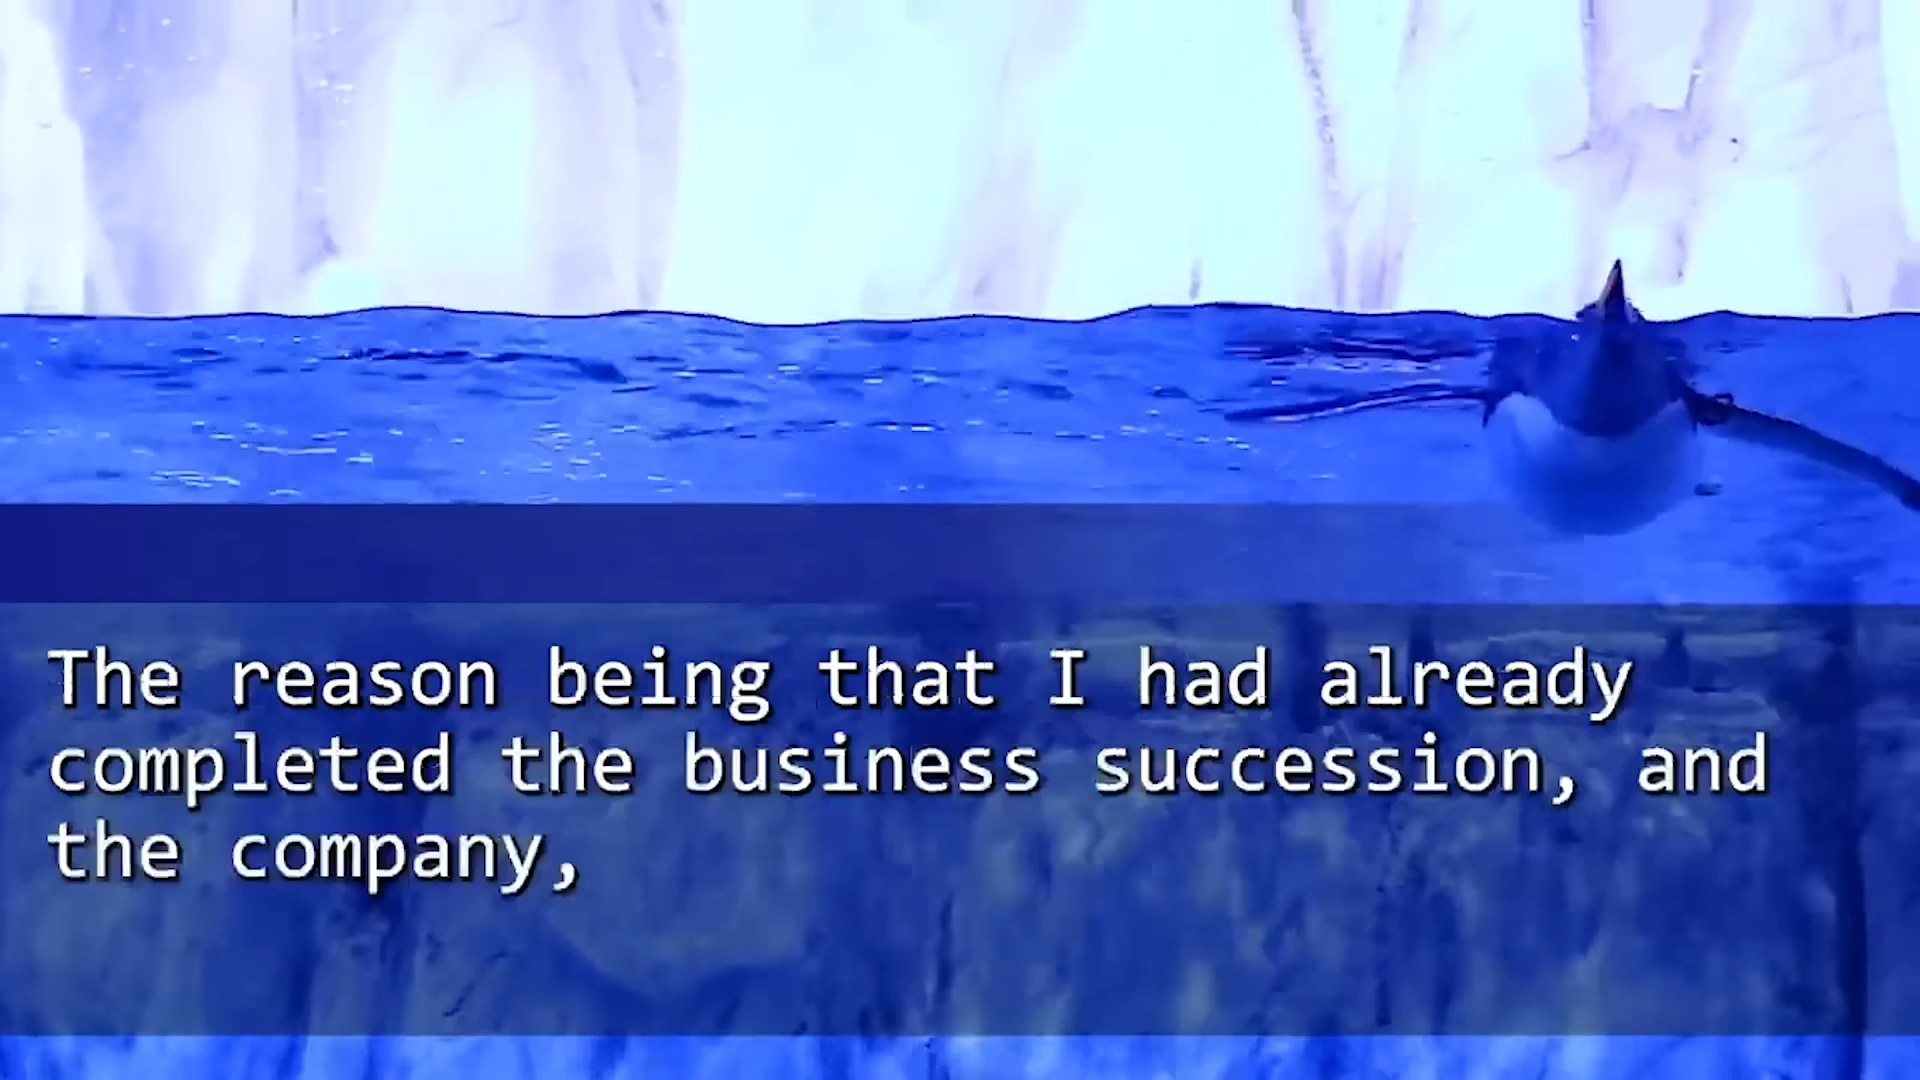 The reason being that I had already
completed the business succession, and
the company,